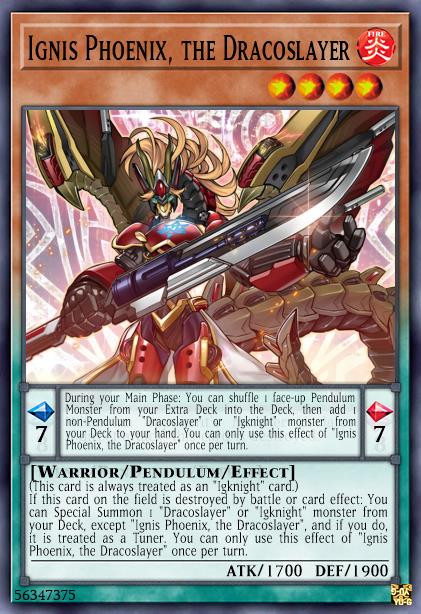 Ignis Phoenix, the Dracoslayer
FIRE
炎
During your Main Phase: You can shuffle 1 face-up Pendulum
Monster from your Extra Deck into the Deck, then add 1
non-Pendulum "Dracoslayer" or "Igknight" monster from
your Deck to your hand. You can only use this effect of "Ignis
Phoenix, the Dracoslayer" once per turn.
7
7
[Warrior/Pendulum/Effect]
(This card is always treated as an "Igknight" card.)
If this card on the field is destroyed by battle or card effect: You
can Special Summon 1 "Dracoslayer" or "Igknight" monster from
your Deck, except "Ignis Phoenix, the Dracoslayer", and if you do,
it is treated as a Tuner. You can only use this effect of "Ignis
Phoenix, the Dracoslayer" once per turn.
ATK/1700 DEF/1900
56347375